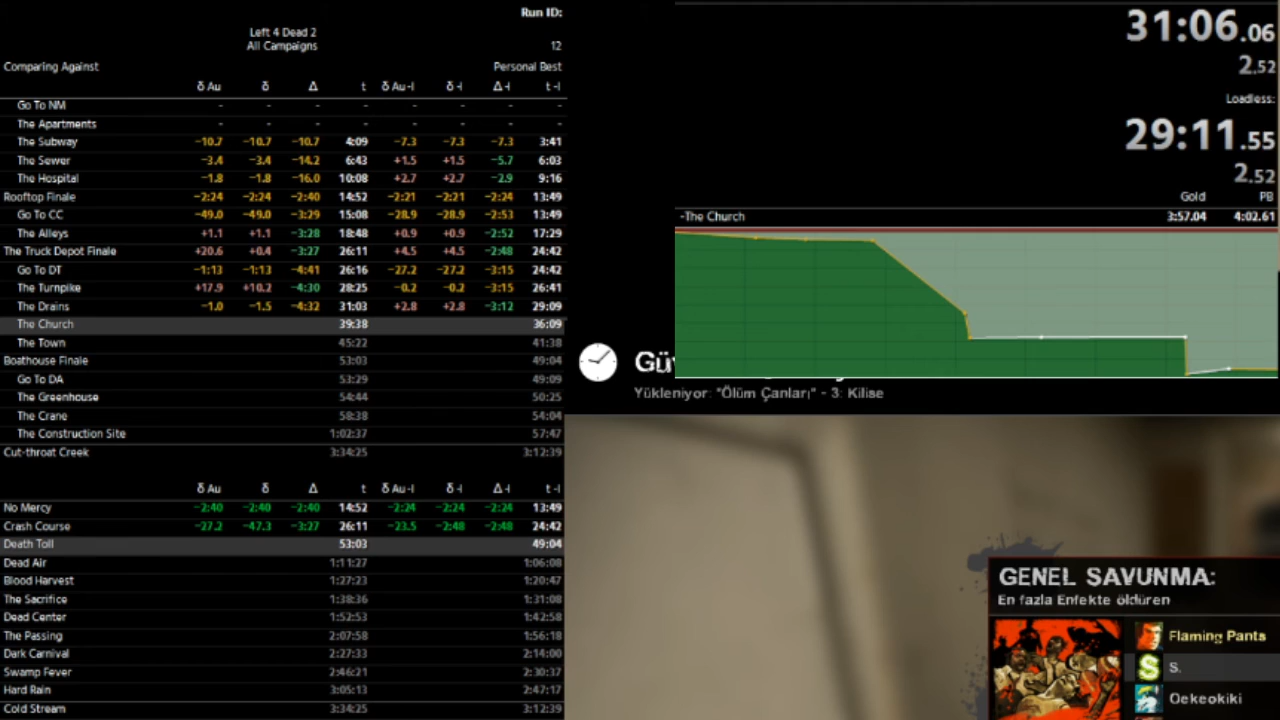 Run ID:
Left 4 Dead 2
All Campaigns
12
Comparing Against Personal Best
δ Au δ Δ t δ Au-l δ -l Δ -l t -l
Go To NM - - - - - - - -
The Apartments - - - - - - - -
The Subway −10.7 −10.7 −10.7 4:09 −7.3 −7.3 −7.3 3:41
The Sewer −3.4 −3.4 −14.2 6:43 +1.5 +1.5 −5.7 6:03
The Hospital −1.8 −1.8 −16.0 10:08 +2.7 +2.7 −2.9 9:16
Rooftop Finale −2:24 −2:24 −2:40 14:52 −2:21 −2:21 −2:24 13:49
Go To CC −49.0 −49.0 −3:29 15:08 −28.9 −28.9 −2:53 13:49
The Alleys +1.1 +1.1 −3:28 18:48 +0.9 +0.9 −2:52 17:29
The Truck Depot Finale +20.6 +0.4 −3:27 26:11 +4.5 +4.5 −2:48 24:42
Go To DT −1:13 −1:13 −4:41 26:16 −27.2 −27.2 −3:15 24:42
The Turnpike +17.9 +10.2 −4:30 28:25 −0.2 −0.2 −3:15 26:41
The Drains −1.0 −1.5 −4:32 31:03 +2.8 +2.8 −3:12 29:09
The Church 39:38 36:09
The Town 45:22 41:38
Boathouse Finale 53:03 49:04
Go To DA 53:29 49:09
The Greenhouse 54:44 50:25
The Crane 58:38 54:04
The Construction Site 1:02:37 57:47
Cut-throat Creek 3:34:25 3:12:39
δ Au δ Δ t δ Au-l δ -l Δ -l t -l
No Mercy −2:40 −2:40 −2:40 14:52 −2:24 −2:24 −2:24 13:49
Crash Course −27.2 −47.3 −3:27 26:11 −23.5 −2:48 −2:48 24:42
Death Toll 53:03 49:04
Dead Air 1:11:27 1:06:08
Blood Harvest 1:27:23 1:20:47
The Sacrifice 1:38:36 1:31:08
Dead Center 1:52:53 1:42:58
The Passing 2:07:58 1:56:18
Dark Carnival 2:27:33 2:14:00
Swamp Fever 2:46:21 2:30:37
Hard Rain 3:05:13 2:47:17
Cold Stream 3:34:25 3:12:39
31:06.06
2.52
Loadless:
29:11.55
2.52
Gold PB
-The Church 3:57.04 4:02.61
Yükleniyor: "Ölüm Çanları" - 3: Kilise
GENEL SAVUNMA:
En fazla Enfekte öldüren
Flaming Pants
S.
Oekeokiki